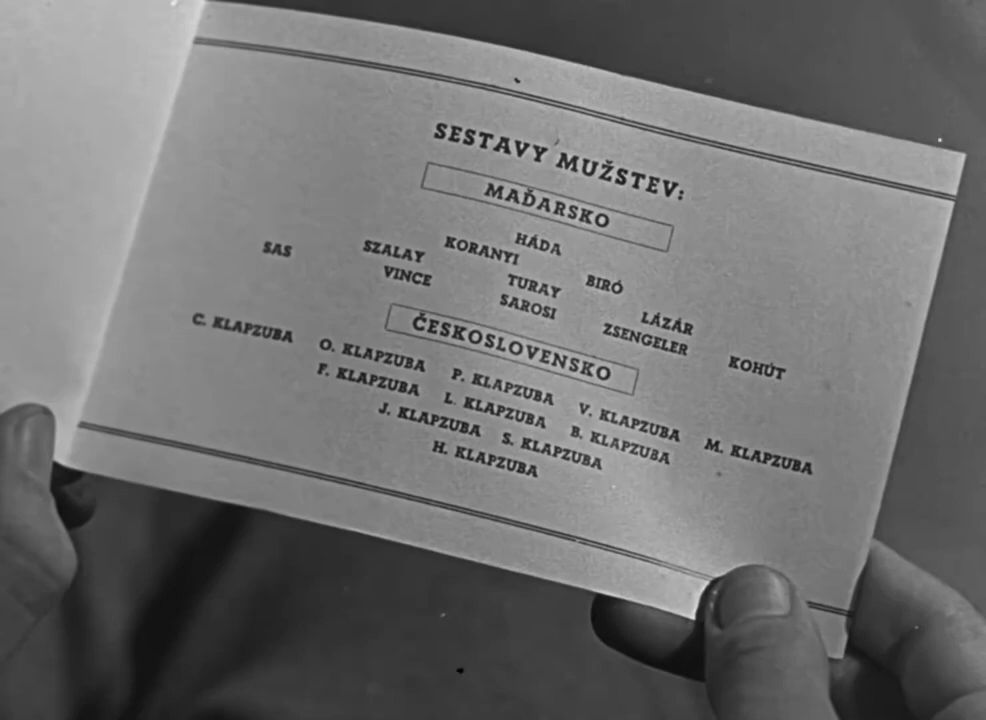 SESTAVY MUŽSTEV:
MAĎARSKO
HÁDA
KORANYI BIRÓ
SZALAY TURAY LÁZÁR
SAS VINCE SAROSI ZSENGELER KOHÚT
ČESKOSLOVENSKO
C. KLAPZUBA O. KLAPZUBA P. KLAPZUBA V. KLAPZUBA M. KLAPZUBA
F. KLAPZUBA L. KLAPZUBA B. KLAPZUBA
J. KLAPZUBA S. KLAPZUBA
H. KLAPZUBA